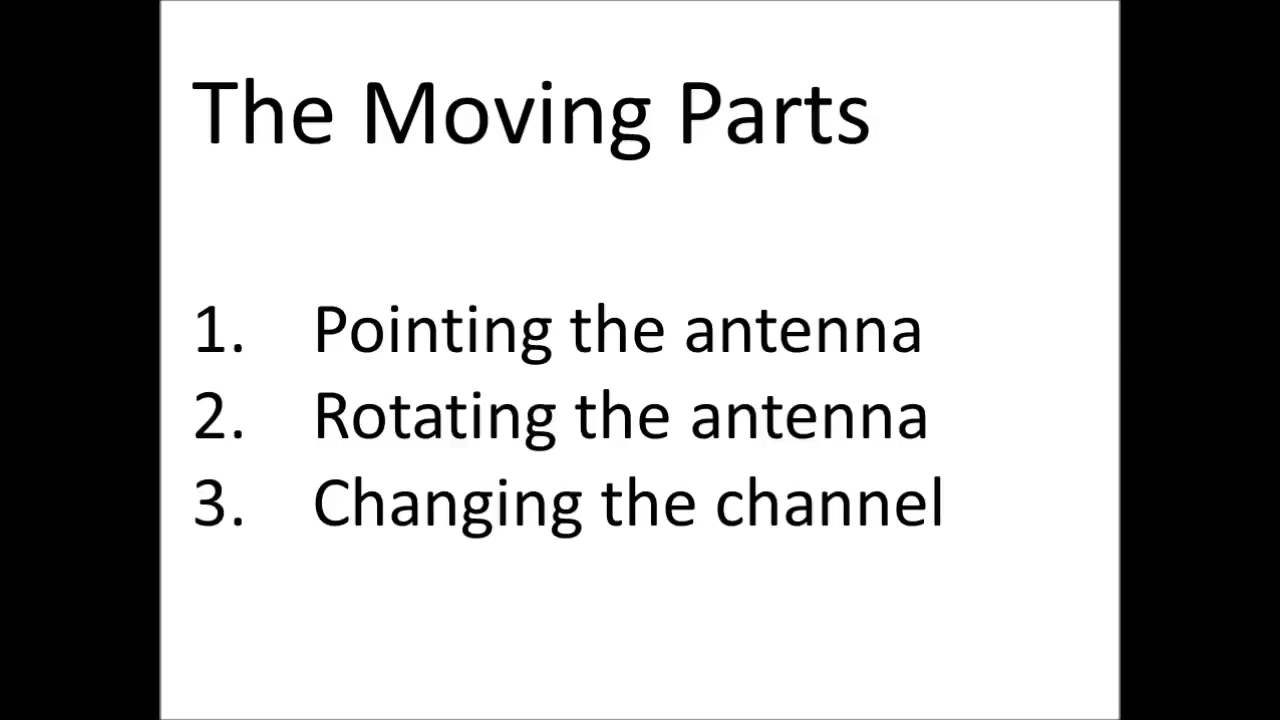 The Moving Parts
1. Pointing the antenna
2. Rotating the antenna
3. Changing the channel